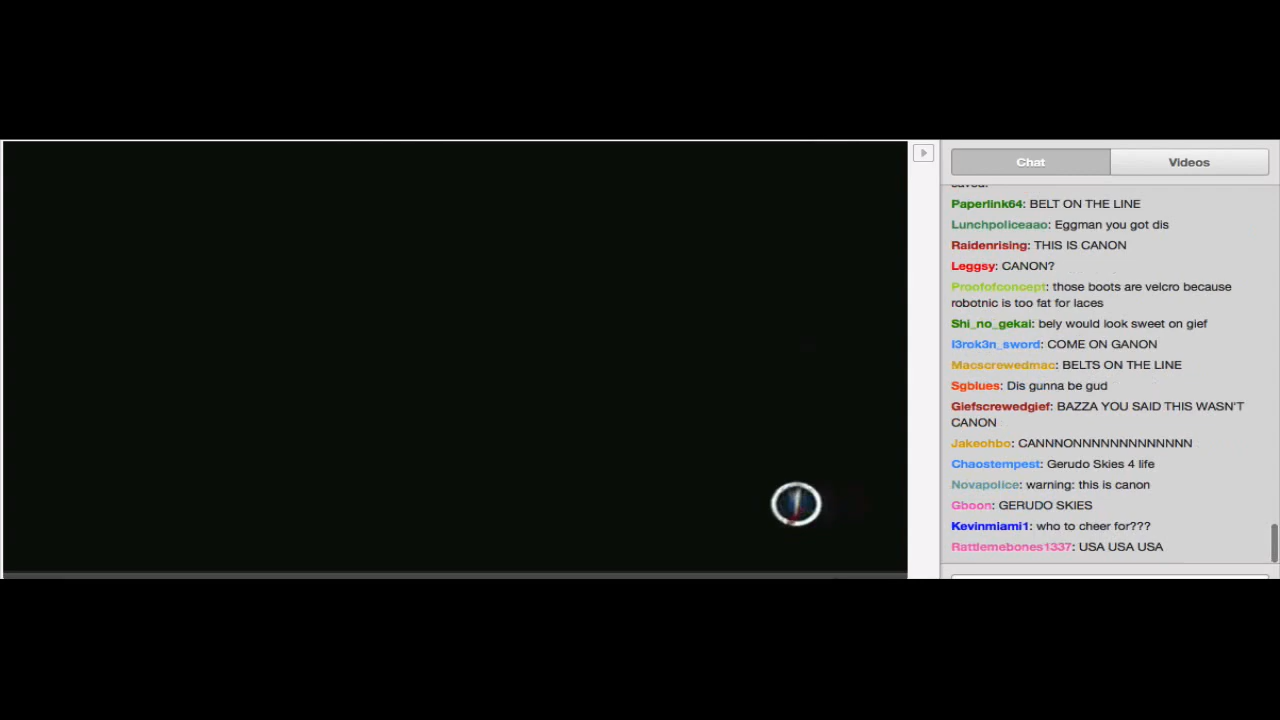 Chat
Videos
saved.
Paperlink64: BELT ON THE LINE
Lunchpoliceaao: Eggman you got dis
Raidenrising: THIS IS CANON
Leggsy: CANON?
Proofofconcept: those boots are velcro because
robotnic is too fat for laces
Shi_no_gekai: bely would look sweet on gief
I3rok3n_sword: COME ON GANON
Macscrewedmac: BELTS ON THE LINE
Sgblues: Dis gunna be gud
Giefscrewedgief: BAZZA YOU SAID THIS WASN'T
CANON
Jakeohbo: CANNNONNNNNNNNNNNNN
Chaostempest: Gerudo Skies 4 life
Novapolice: warning: this is canon
Gboon: GERUDO SKIES
Kevinmiami1: who to cheer for???
Rattlemebones1337: USA USA USA